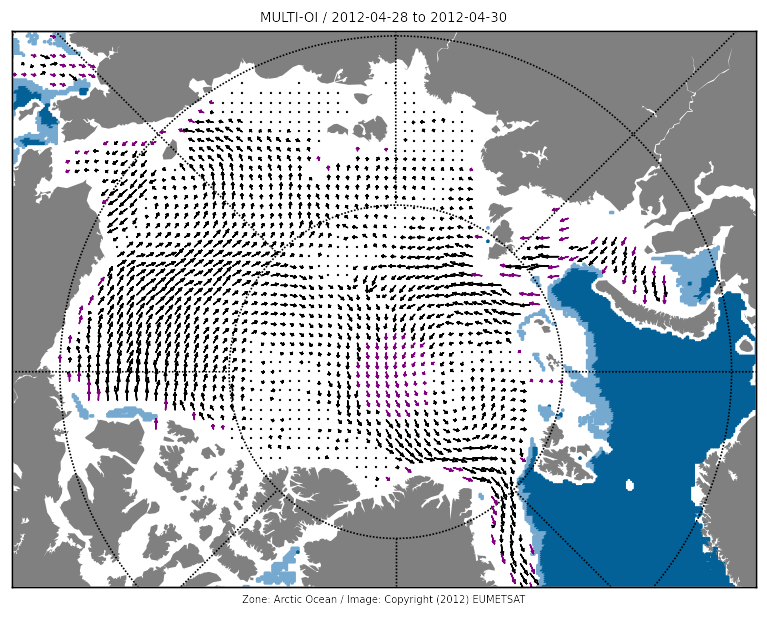 MULTI-OI / 2012-04-28 to 2012-04-30
Zone: Arctic Ocean / Image: Copyright (2012) EUMETSAT